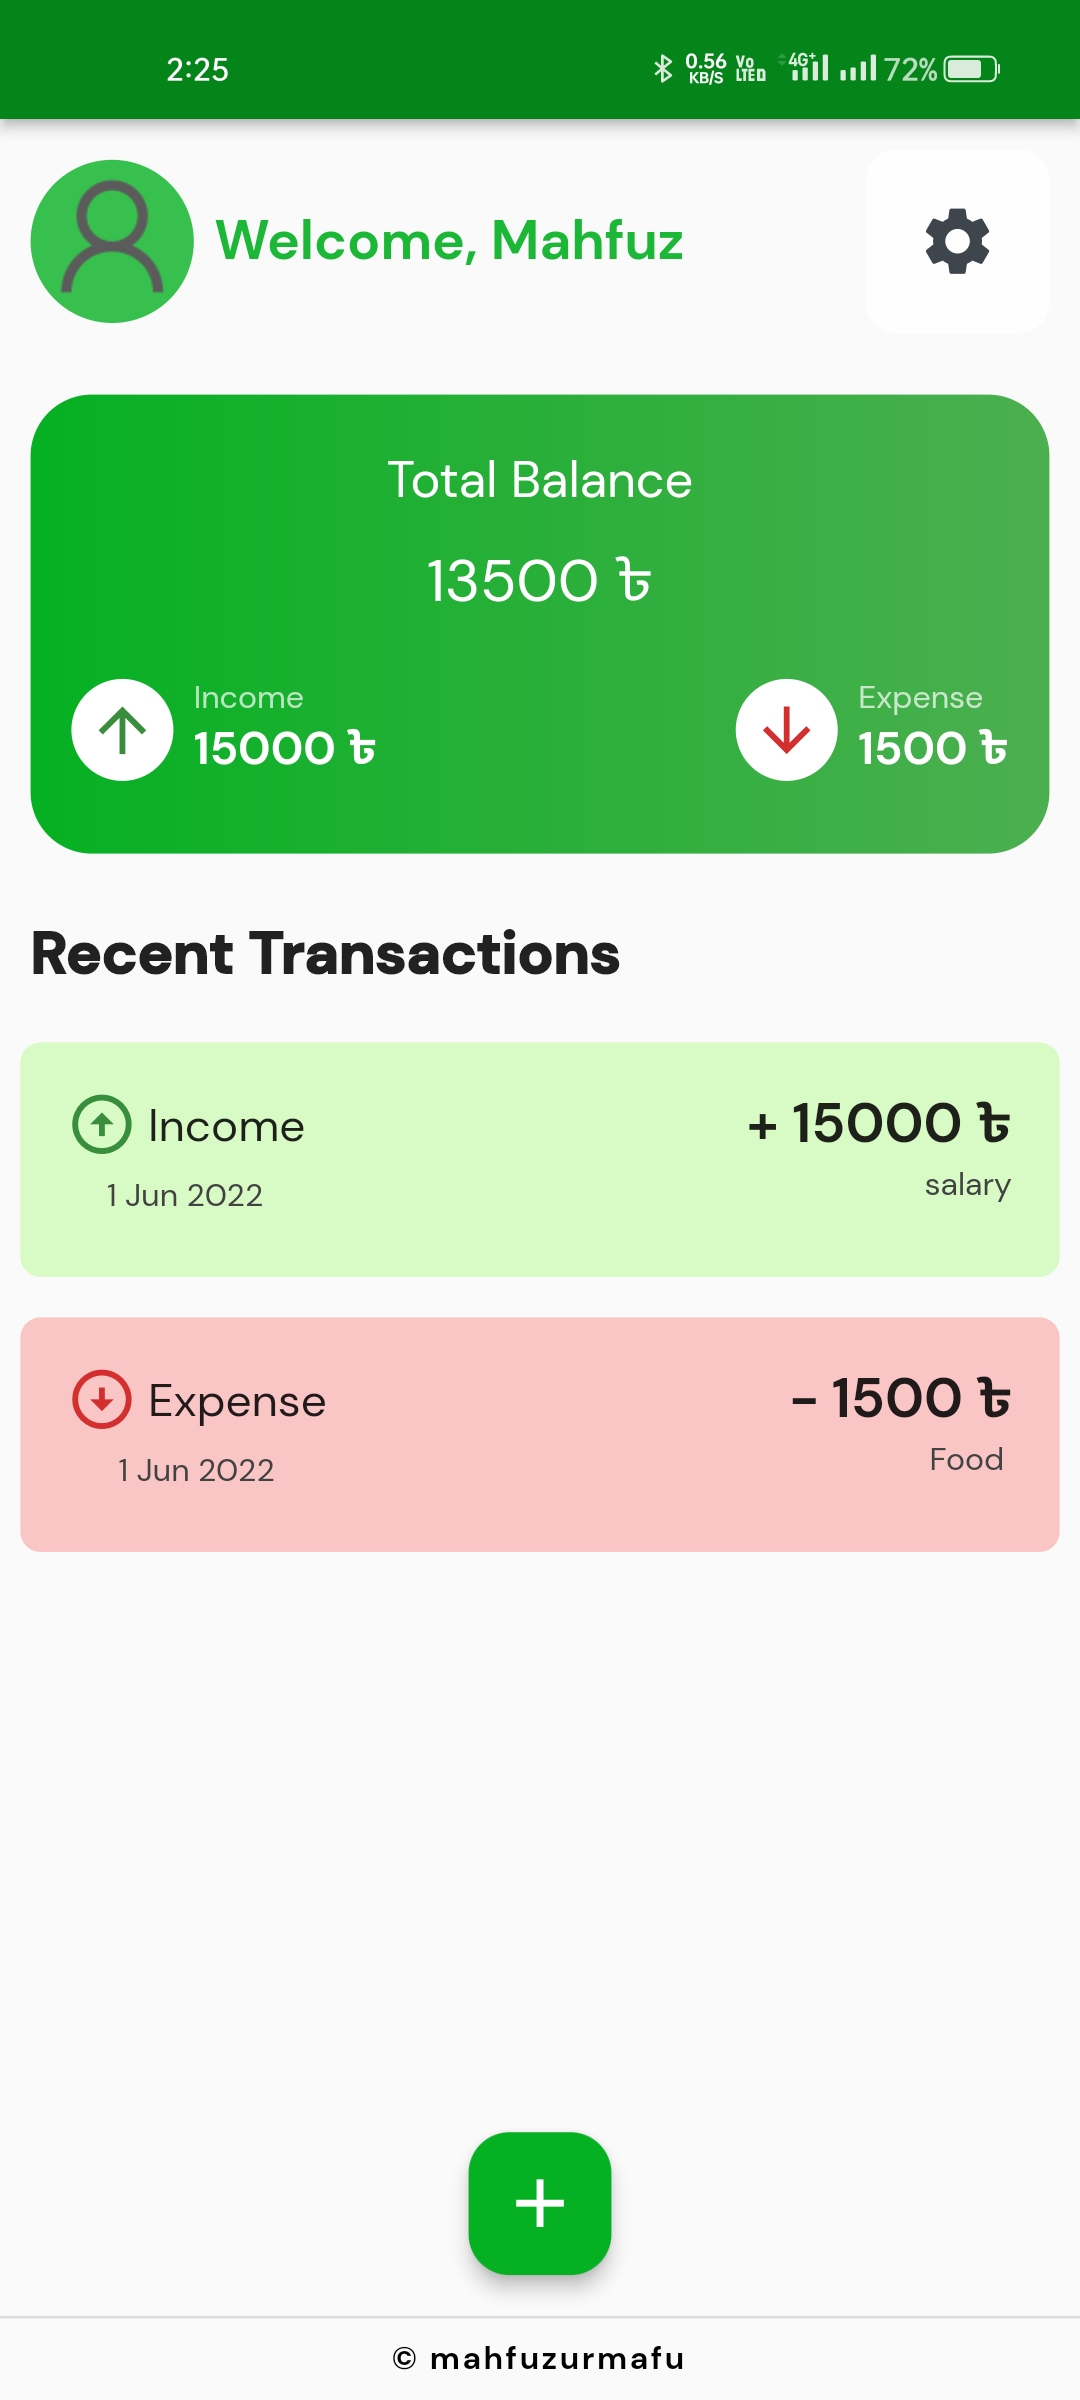 2:25 0.56 KB/S Vo LTE 4G+ 72%
Welcome, Mahfuz
Total Balance
13500 ৳
Income
15000 ৳
Expense
1500 ৳
Recent Transactions
Income
+ 15000 ৳
1 Jun 2022
salary
Expense
- 1500 ৳
1 Jun 2022
Food
© mahfuzurmafu